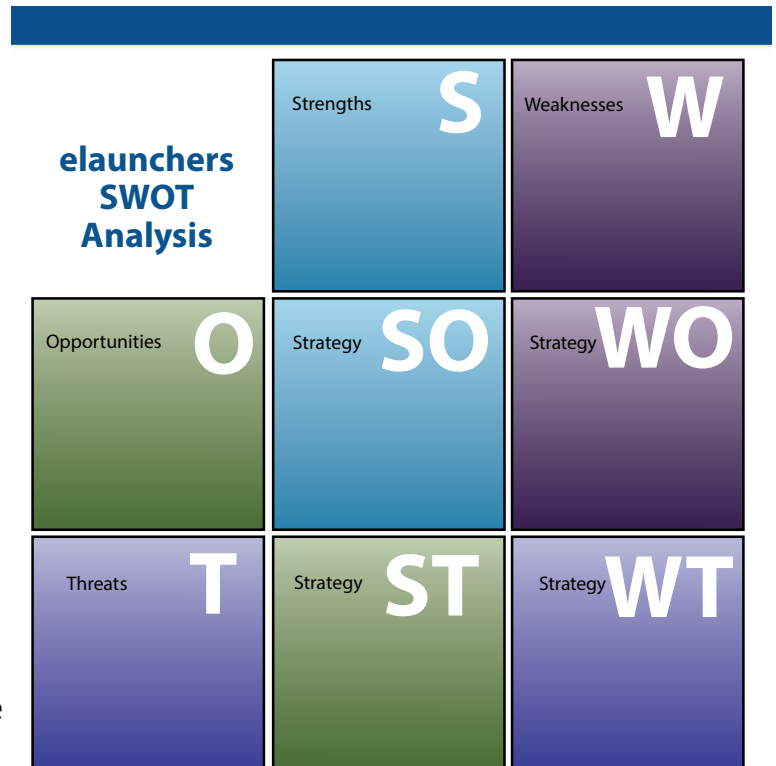 elaunchers
SWOT
Analysis
Strengths S
Weaknesses W
Opportunities O
Strategy SO
Strategy WO
Threats T
Strategy ST
Strategy WT
e